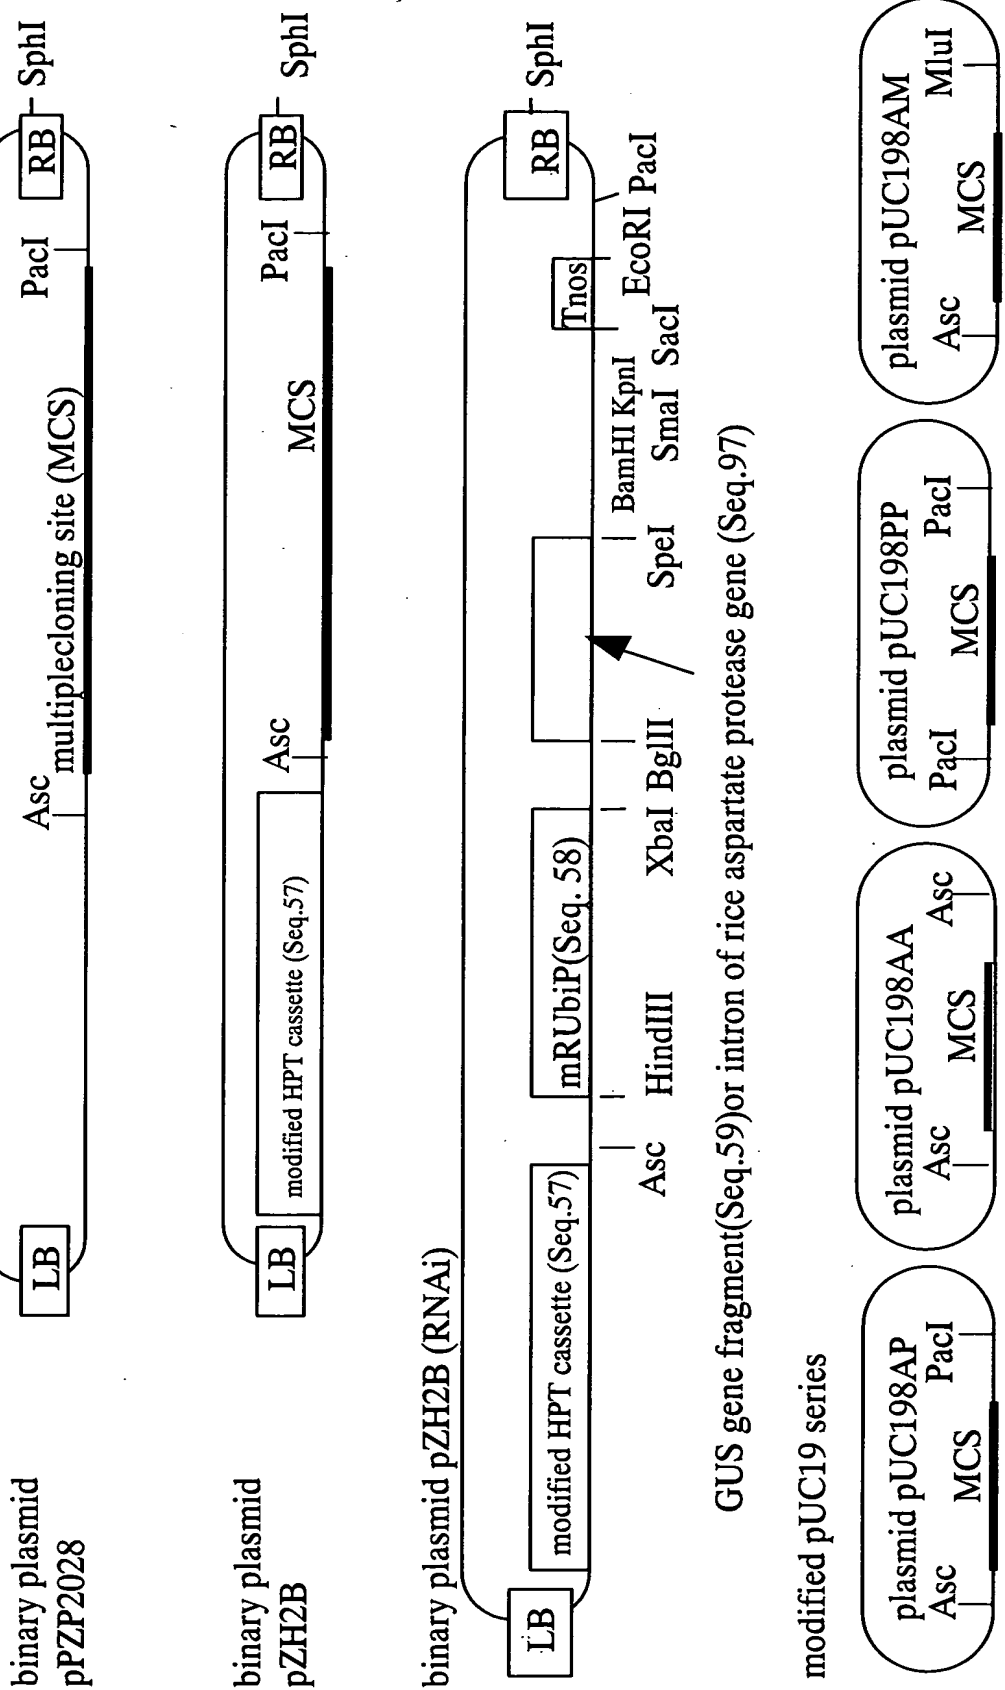 binary plasmid
pPZP2028
LB
Asc
multiplecloning site (MCS)
PacI
RB
SphI
binary plasmid
pZH2B
LB
modified HPT cassette (Seq.57)
Asc
MCS
PacI
RB
SphI
binary plasmid pZH2B (RNAi)
LB
modified HPT cassette (Seq.57)
Asc
HindIII
mRUbiP(Seq. 58)
XbaI
BglII
SpeI
BamHI KpnI
SmaI SacI
Tnos
EcoRI
PacI
RB
SphI
GUS gene fragment(Seq.59)or intron of rice aspartate protease gene (Seq.97)
modified pUC19 series
plasmid pUC198AP
Asc
PacI
MCS
plasmid pUC198AA
Asc
Asc
MCS
plasmid pUC198PP
PacI
PacI
MCS
plasmid pUC198AM
Asc
MluI
MCS